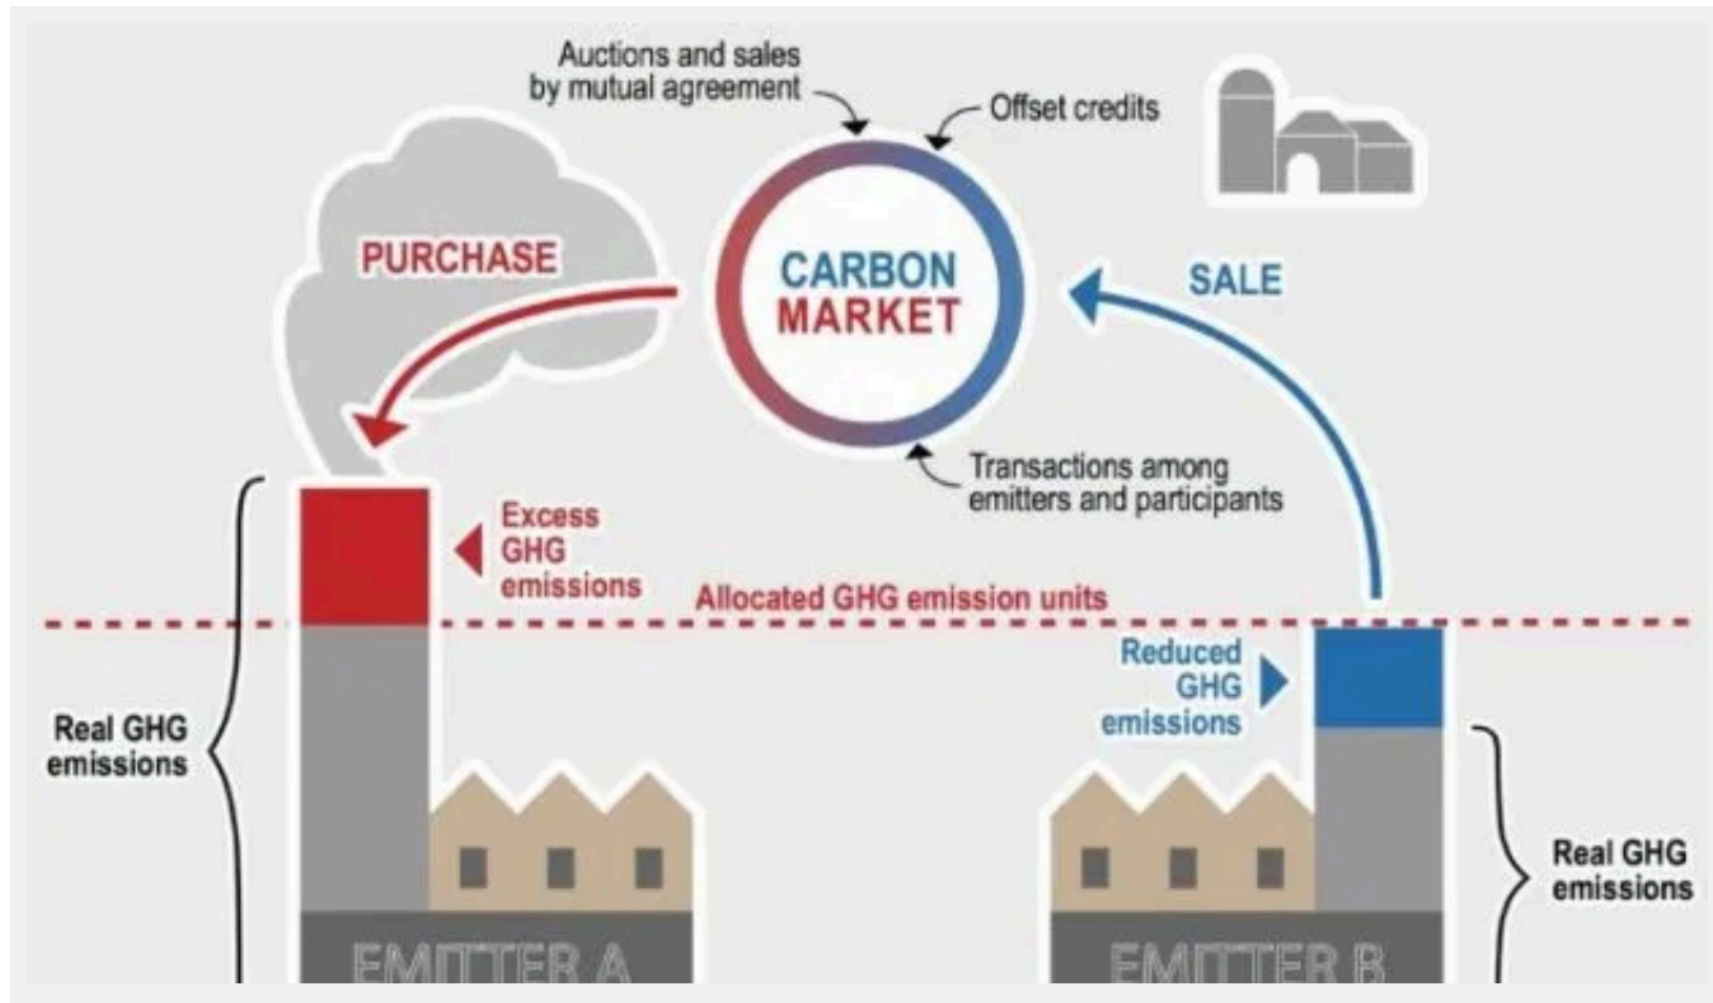 Auctions and sales
by mutual agreement
Offset credits
PURCHASE
CARBON
MARKET
SALE
Transactions among
emitters and participants
Excess
GHG
emissions
Allocated GHG emission units
Reduced
GHG
emissions
Real GHG
emissions
Real GHG
emissions
EMITTER A
EMITTER B